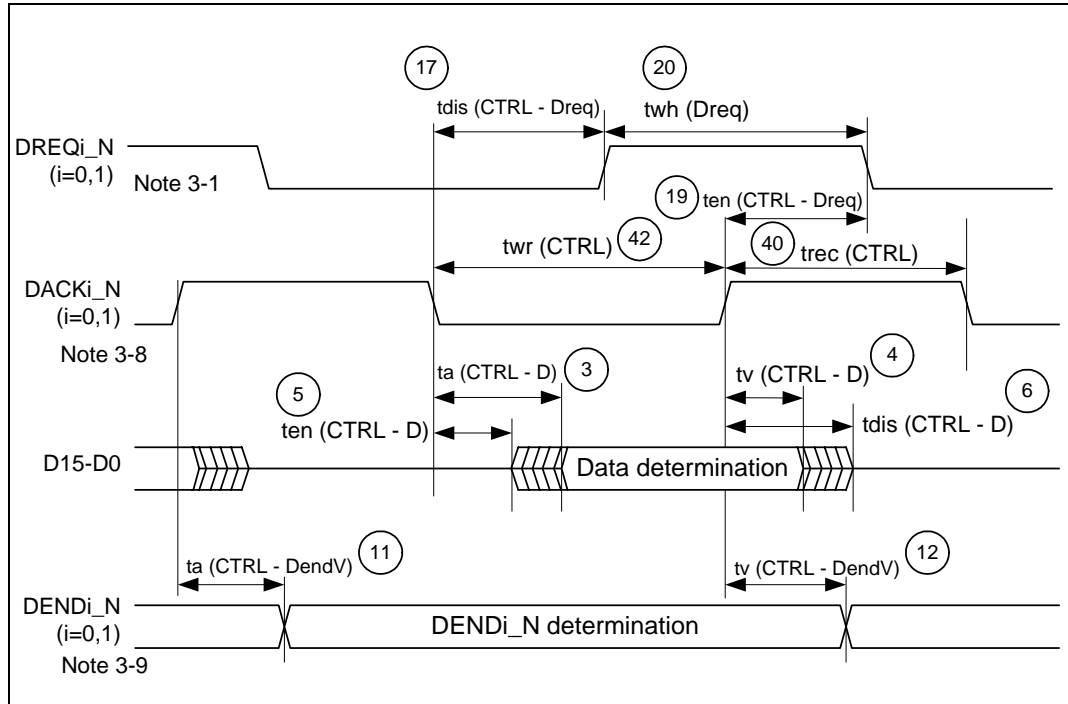 17
20
tdis (CTRL - Dreq)
twh (Dreq)
DREQi_N
(i=0,1)
Note 3-1
19
ten (CTRL - Dreq)
twr (CTRL)
42
40
trec (CTRL)
DACKi_N
(i=0,1)
Note 3-8
ta (CTRL - D)
3
tv (CTRL - D)
4
5
ten (CTRL - D)
tdis (CTRL - D)
6
D15-D0
Data determination
ta (CTRL - DendV)
11
tv (CTRL - DendV)
12
DENDi_N
(i=0,1)
DENDi_N determination
Note 3-9